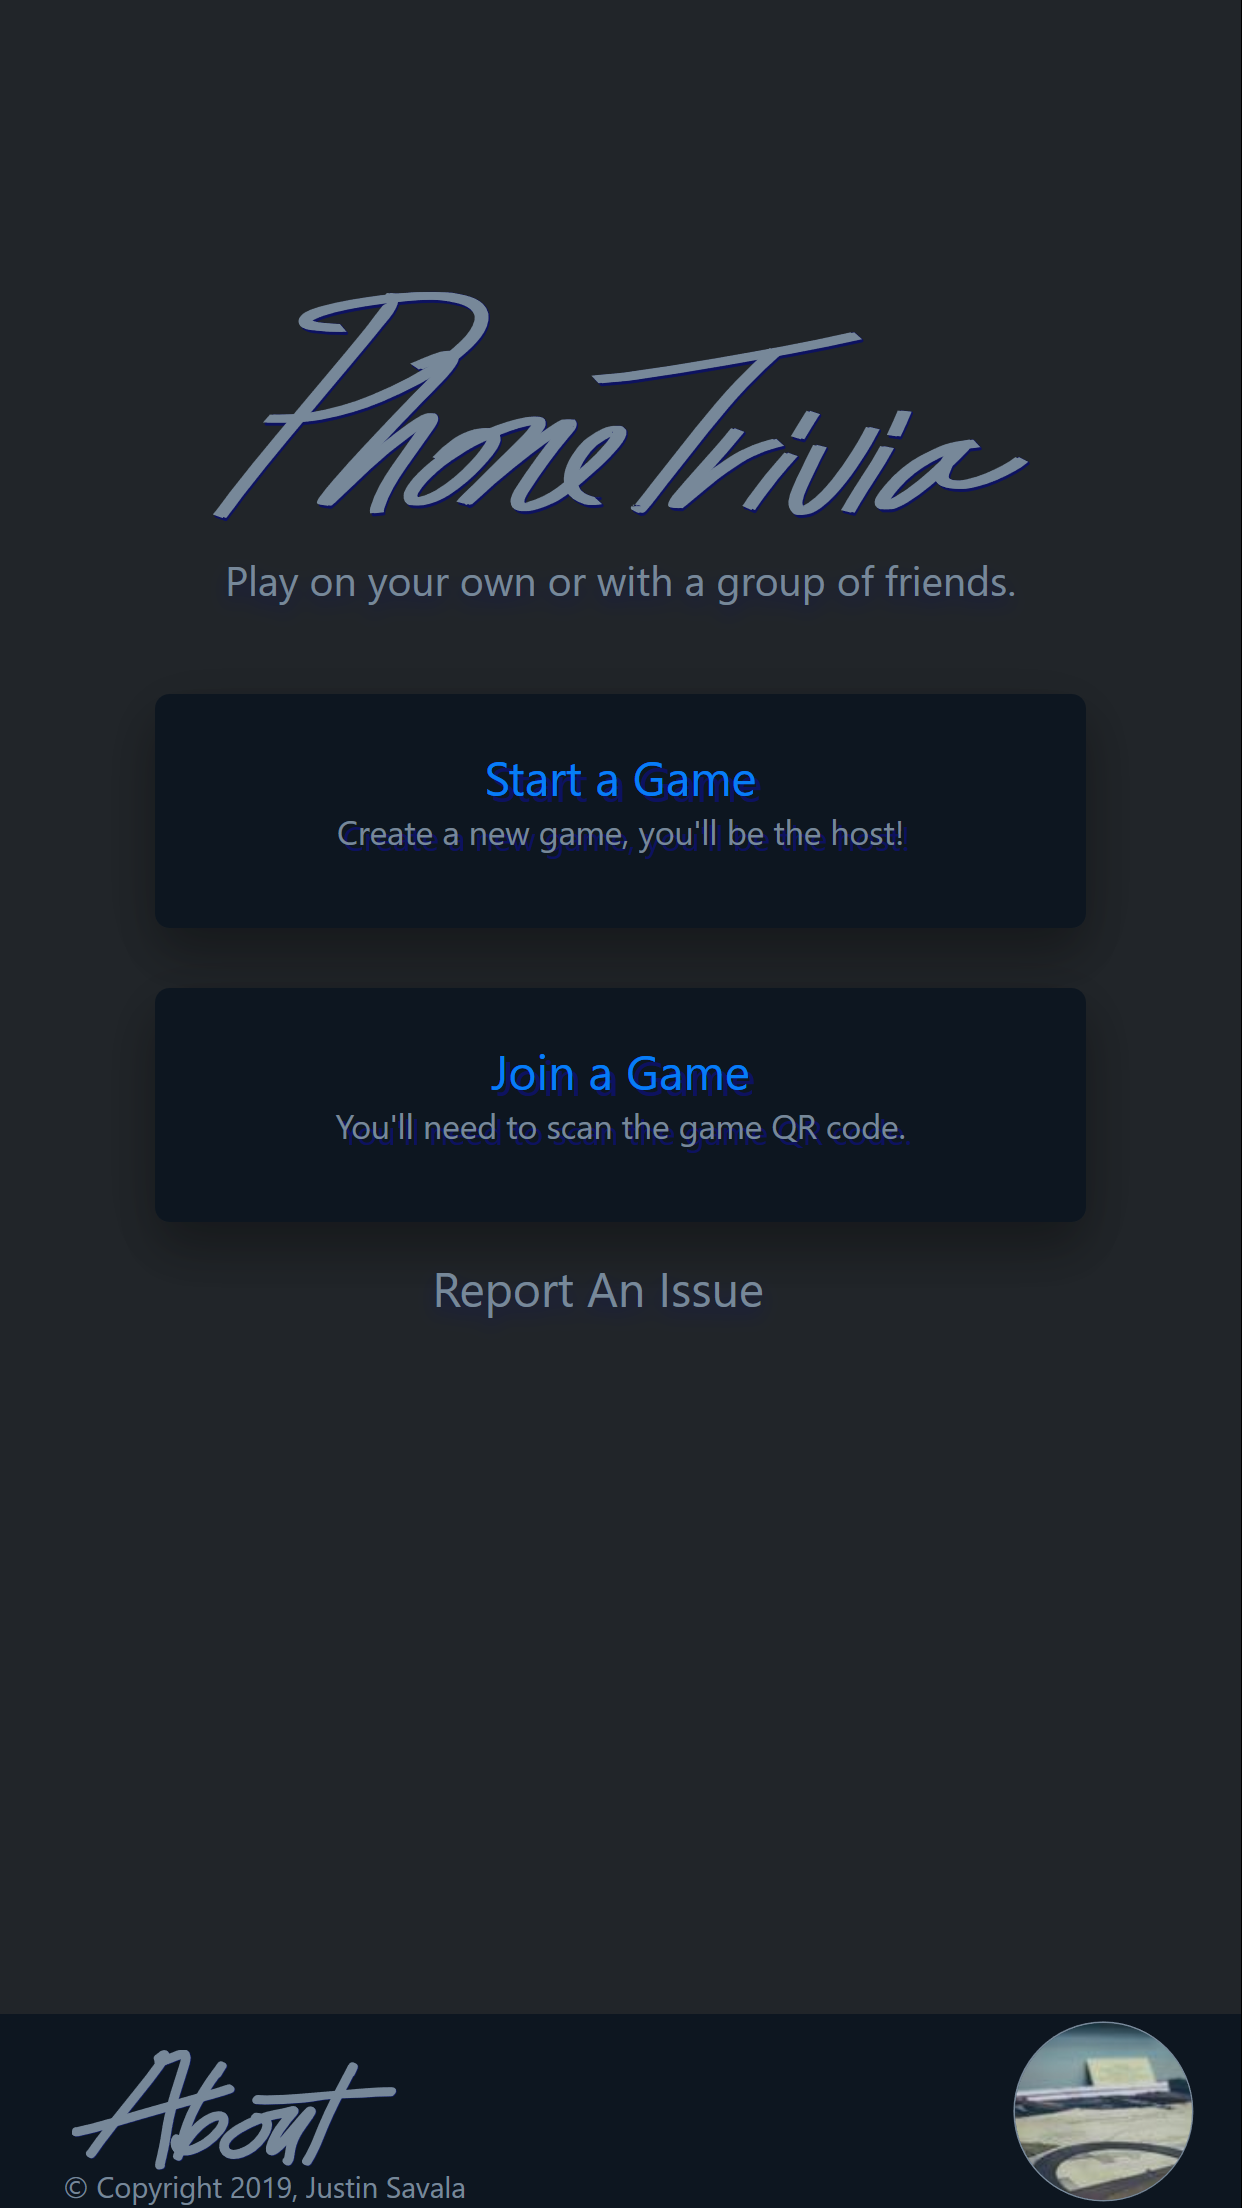 Phone Trivia
Play on your own or with a group of friends.
Start a Game
Create a new game, you'll be the host!
Join a Game
You'll need to scan the game QR code.
Report An Issue
About
© Copyright 2019, Justin Savala